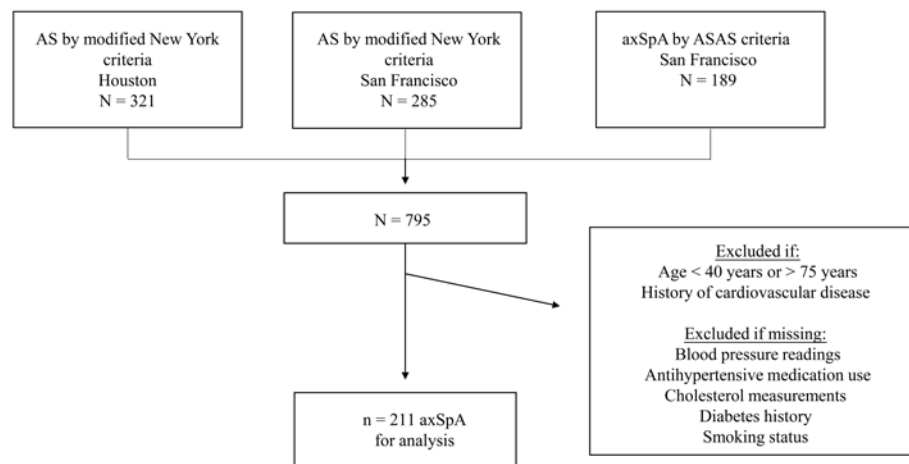 AS by modified New York
criteria
Houston
N = 321
AS by modified New York
criteria
San Francisco
N = 285
axSpA by ASAS criteria
San Francisco
N = 189
N = 795
Excluded if:
Age < 40 years or > 75 years
History of cardiovascular disease
Excluded if missing:
Blood pressure readings
Antihypertensive medication use
Cholesterol measurements
Diabetes history
Smoking status
n = 211 axSpA
for analysis